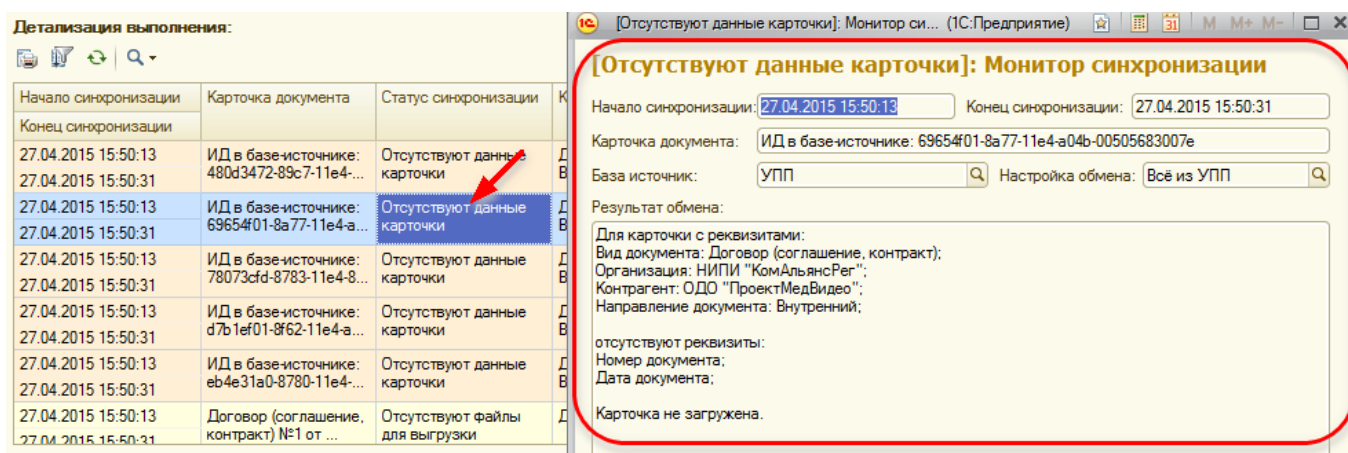 Детализация выполнения:
Начало синхронизации Карточка документа Статус синхронизации К
Конец синхронизации
27.04.2015 15:50:13 ИД в базе-источнике: Отсутствуют данные
27.04.2015 15:50:31 480d3472-89c7-11e4-... карточки
27.04.2015 15:50:13 ИД в базе-источнике: Отсутствуют данные
27.04.2015 15:50:31 69654f01-8a77-11e4-a... карточки
27.04.2015 15:50:13 ИД в базе-источнике: Отсутствуют данные
27.04.2015 15:50:31 78073cfd-8783-11e4-8... карточки
27.04.2015 15:50:13 ИД в базе-источнике: Отсутствуют данные
27.04.2015 15:50:31 d7b1ef01-8f62-11e4-a... карточки
27.04.2015 15:50:13 ИД в базе-источнике: Отсутствуют данные
27.04.2015 15:50:31 eb4e31a0-8780-11e4-... карточки
27.04.2015 15:50:13 Договор (соглашение, Отсутствуют файлы
27.04.2015 15:50:31 контракт) №1 от ... для выгрузки
[Отсутствуют данные карточки]: Монитор си... (1С:Предприятие) M M+ M-
[Отсутствуют данные карточки]: Монитор синхронизации
Начало синхронизации: 27.04.2015 15:50:13 Конец синхронизации: 27.04.2015 15:50:31
Карточка документа: ИД в базе-источнике: 69654f01-8a77-11e4-a04b-00505683007e
База источник: УПП Настройка обмена: Всё из УПП
Результат обмена:
Для карточки с реквизитами:
Вид документа: Договор (соглашение, контракт);
Организация: НИПИ "КомАльянсРег";
Контрагент: ОДО "ПроектМедВидео";
Направление документа: Внутренний;
отсутствуют реквизиты:
Номер документа;
Дата документа;
Карточка не загружена.